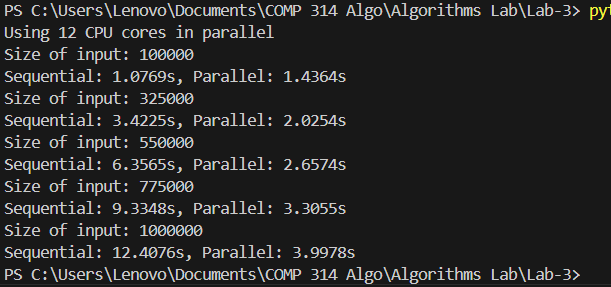 PS C:\Users\Lenovo\Documents\COMP 314 Algo\Algorithms Lab\Lab-3> pyt
Using 12 CPU cores in parallel
Size of input: 100000
Sequential: 1.0769s, Parallel: 1.4364s
Size of input: 325000
Sequential: 3.4225s, Parallel: 2.0254s
Size of input: 550000
Sequential: 6.3565s, Parallel: 2.6574s
Size of input: 775000
Sequential: 9.3348s, Parallel: 3.3055s
Size of input: 1000000
Sequential: 12.4076s, Parallel: 3.9978s
PS C:\Users\Lenovo\Documents\COMP 314 Algo\Algorithms Lab\Lab-3>